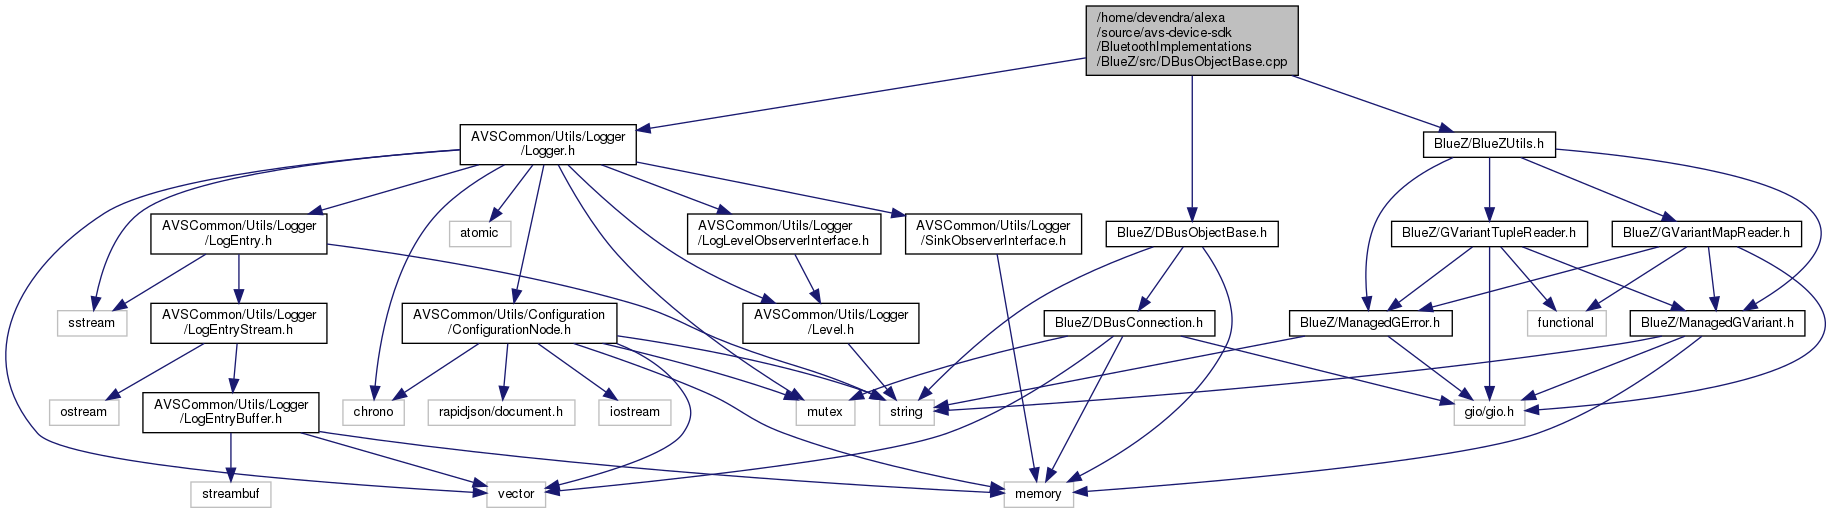 /home/devendra/alexa
/source/avs-device-sdk
/BluetoothImplementations
/BlueZ/src/DBusObjectBase.cpp
AVSCommon/Utils/Logger
/Logger.h
BlueZ/BlueZUtils.h
AVSCommon/Utils/Logger
/LogEntry.h
atomic
AVSCommon/Utils/Logger
/LogLevelObserverInterface.h
AVSCommon/Utils/Logger
/SinkObserverInterface.h
BlueZ/DBusObjectBase.h
BlueZ/GVariantTupleReader.h
BlueZ/GVariantMapReader.h
sstream
AVSCommon/Utils/Logger
/LogEntryStream.h
AVSCommon/Utils/Configuration
/ConfigurationNode.h
AVSCommon/Utils/Logger
/Level.h
BlueZ/DBusConnection.h
BlueZ/ManagedGError.h
functional
BlueZ/ManagedGVariant.h
ostream
AVSCommon/Utils/Logger
/LogEntryBuffer.h
chrono
rapidjson/document.h
iostream
mutex
string
gio/gio.h
streambuf
vector
memory